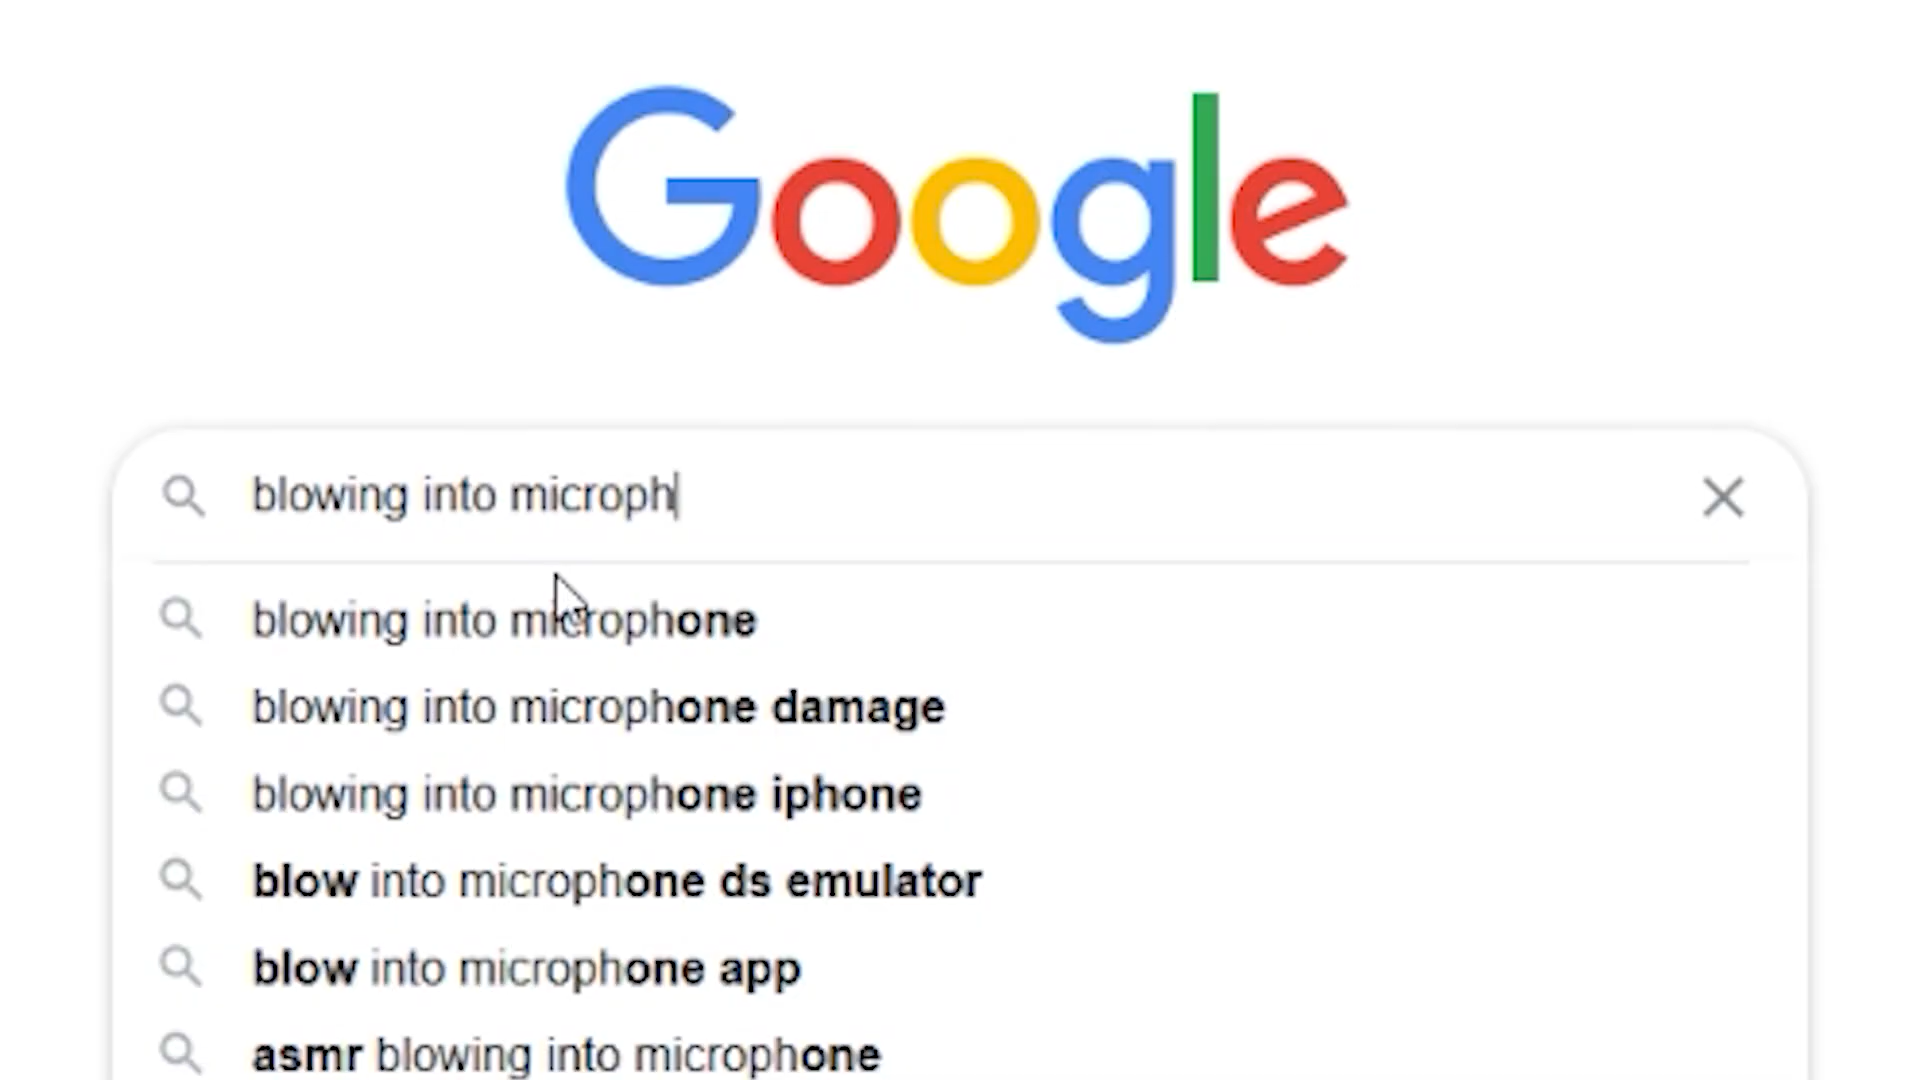 Google
blowing into microph
blowing into microphone
blowing into microphone damage
blowing into microphone iphone
blow into microphone ds emulator
blow into microphone app
asmr blowing into microphone